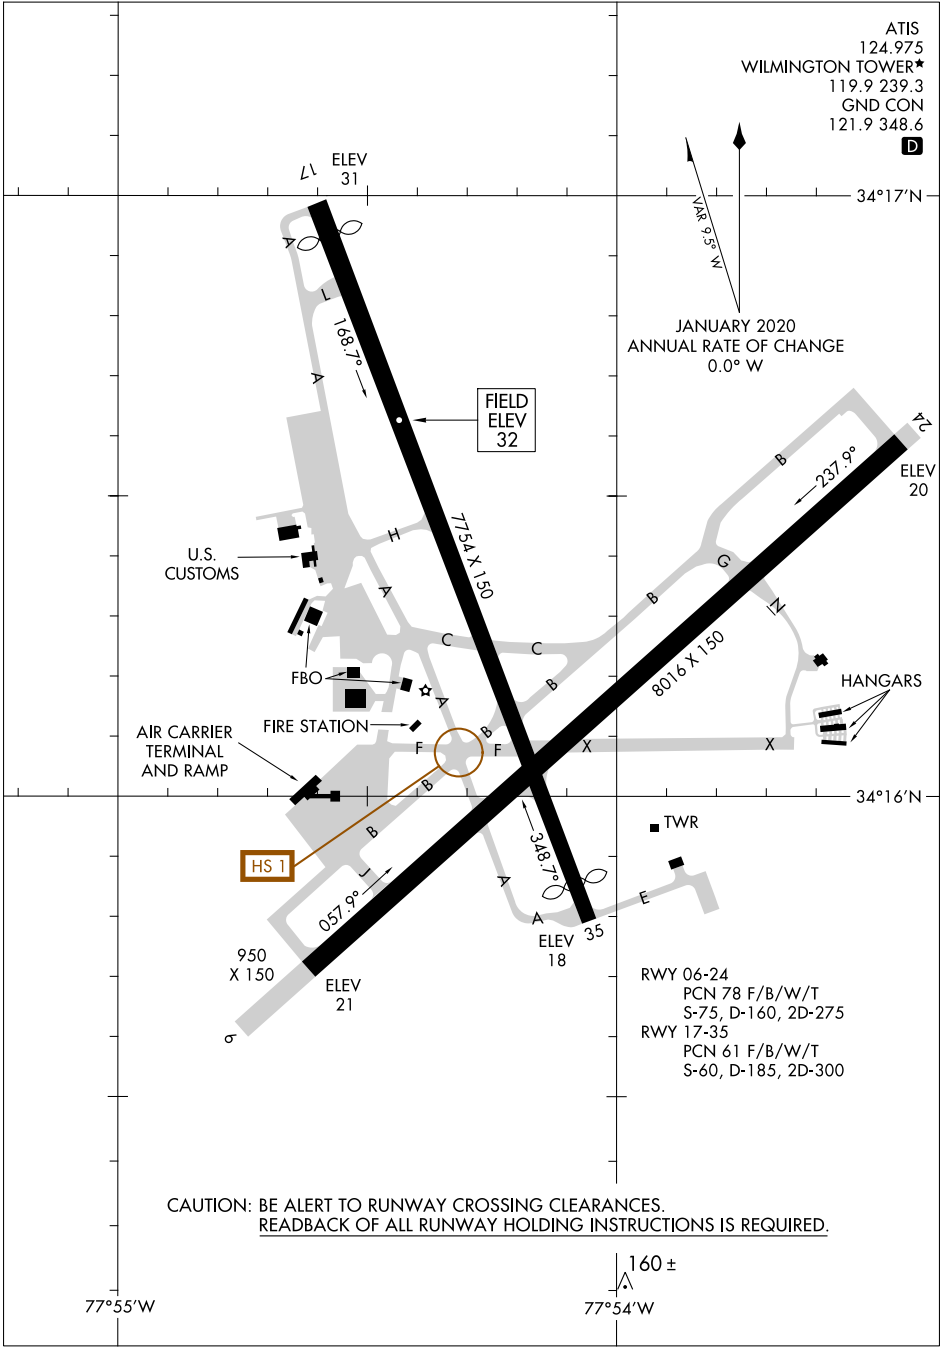 ATIS
124.975
WILMINGTON TOWER★
119.9 239.3
GND CON
121.9 348.6
D
ELEV
31
17
34°17'N
VAR 9.5° W
JANUARY 2020
ANNUAL RATE OF CHANGE
0.0° W
A
L
168.7°
A
FIELD
ELEV
32
24
ELEV
20
B
237.9°
7754 X 150
H
U.S.
CUSTOMS
A
G
B
N
C
C
8016 X 150
FBO
B
HANGARS
A
FIRE STATION
AIR CARRIER
TERMINAL
AND RAMP
B
F
F
X
X
B
34°16'N
B
TWR
348.7°
HS 1
J
057.9°
A
A
E
35
ELEV
18
950
X 150
ELEV
21
6
RWY 06-24
PCN 78 F/B/W/T
S-75, D-160, 2D-275
RWY 17-35
PCN 61 F/B/W/T
S-60, D-185, 2D-300
CAUTION: BE ALERT TO RUNWAY CROSSING CLEARANCES.
READBACK OF ALL RUNWAY HOLDING INSTRUCTIONS IS REQUIRED.
160 ±
77°55'W
77°54'W